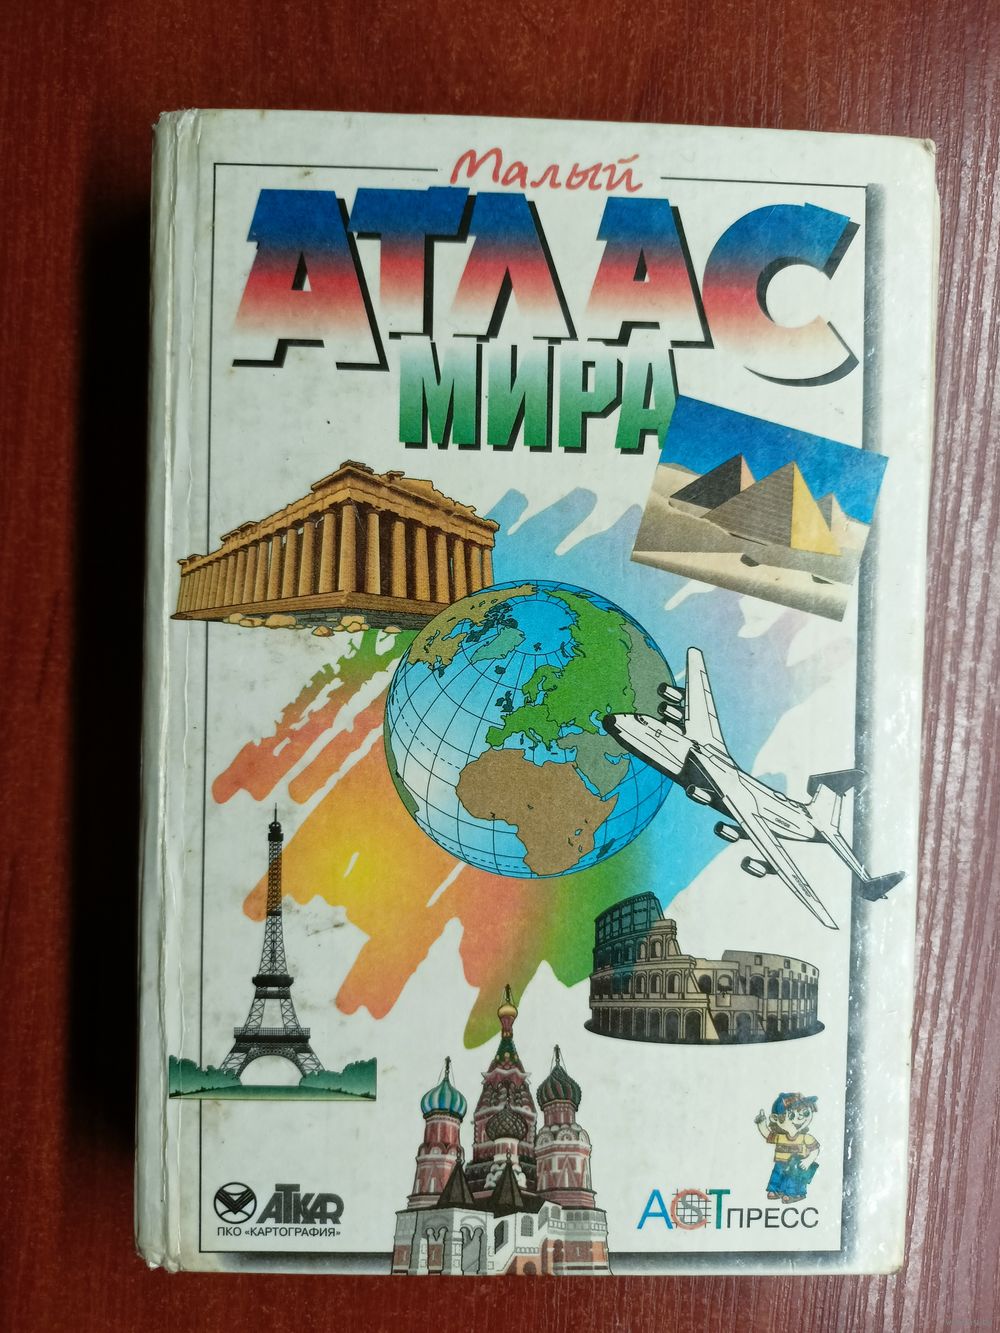 Малый
АТЛАС
МИРА
ATKAR
ПКО «КАРТОГРАФИЯ»
АСТ ПРЕСС